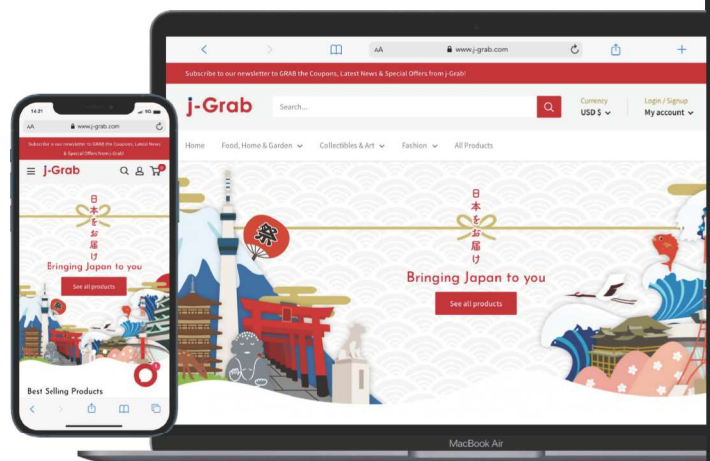 14:21
5G
AA
www.j-grab.com
Subscribe to our newsletter to GRAB the Coupons, Latest News
& Special Offers from j-Grab!
j-Grab
日本をお届け
Bringing Japan to you
See all products
Best Selling Products
AA
www.j-grab.com
Subscribe to our newsletter to GRAB the Coupons, Latest News & Special Offers from j-Grab!
j-Grab
Search...
Currency
USD $
Login / Signup
My account
Home
Food, Home & Garden
Collectibles & Art
Fashion
All Products
祭
日本をお届け
Bringing Japan to you
See all products
MacBook Air